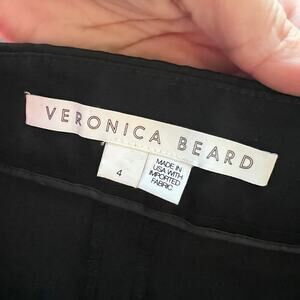 VERONICA BEARD
4
MADE IN
USA WITH
IMPORTED
FABRIC